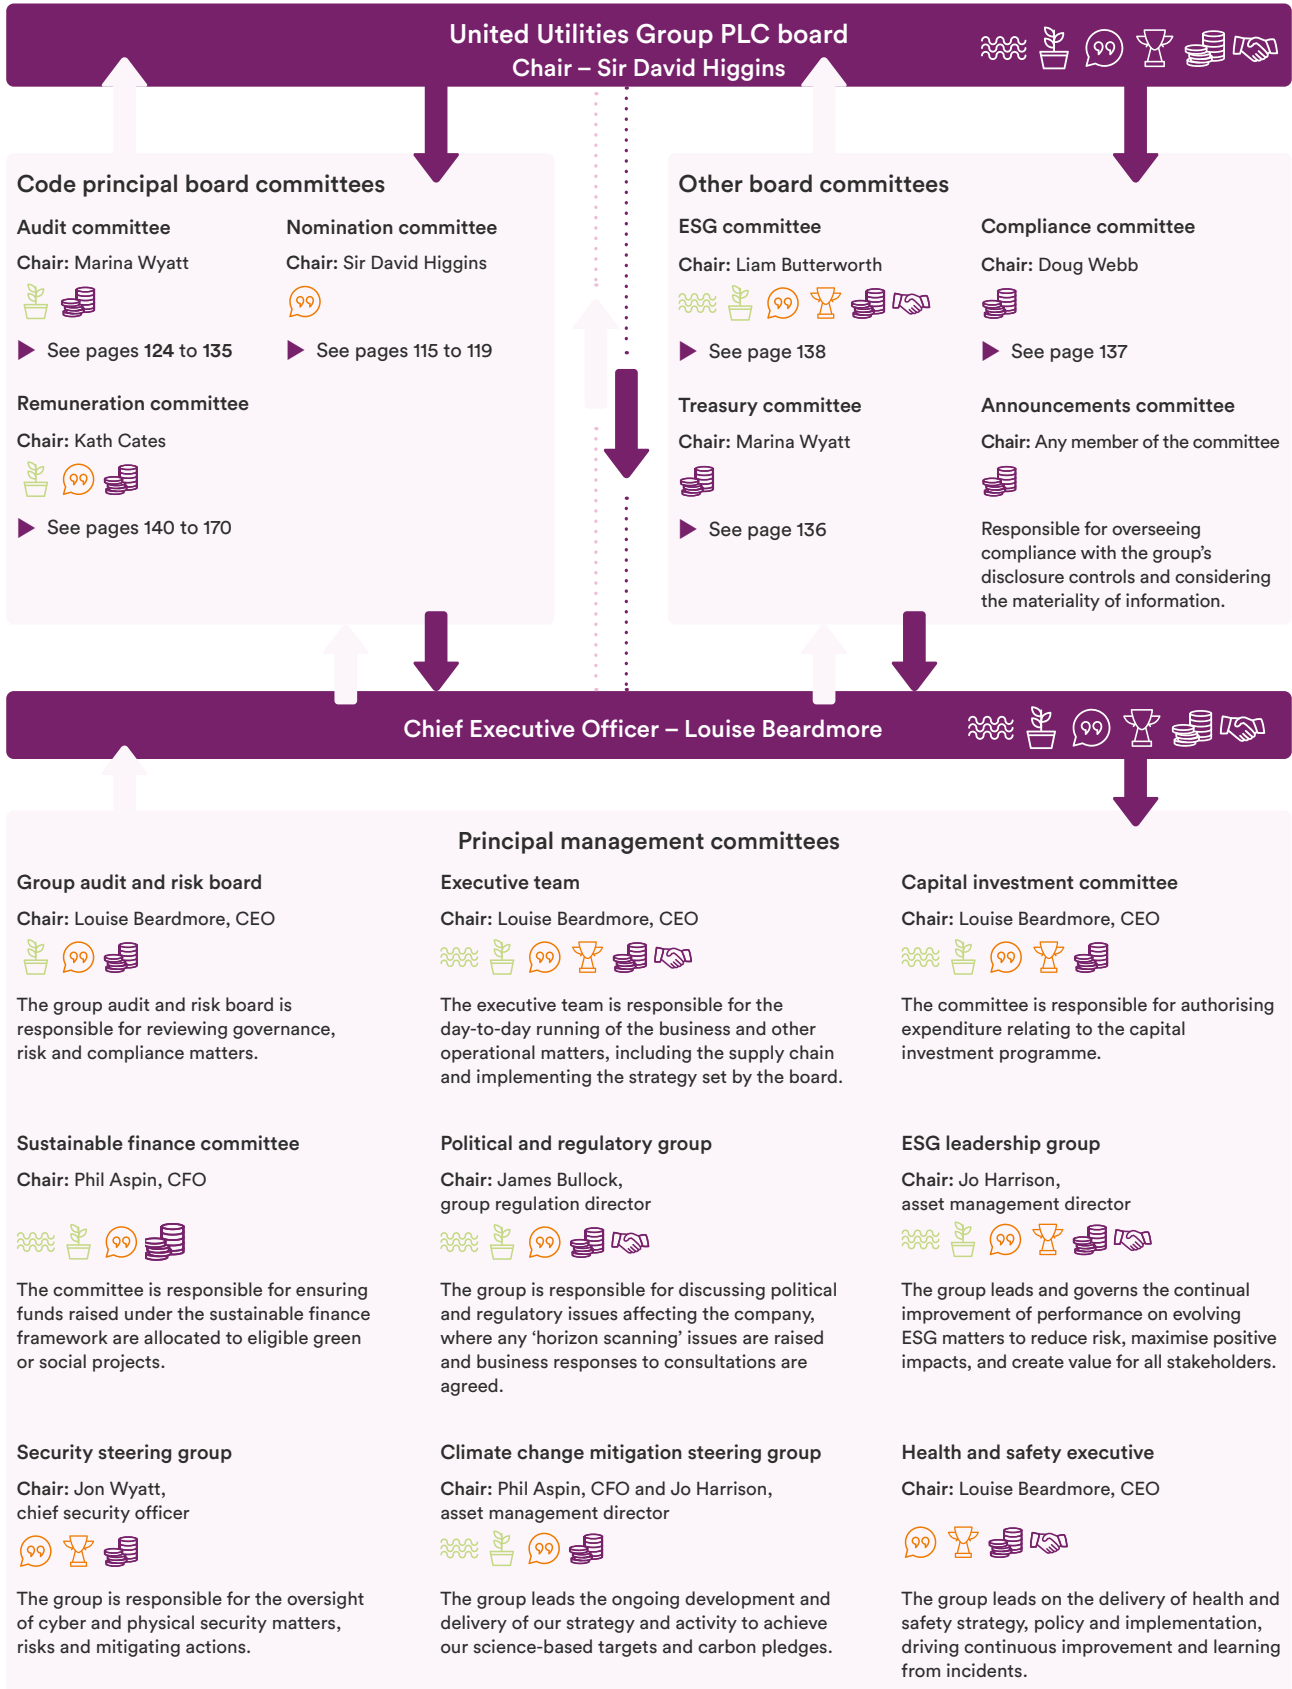 United Utilities Group PLC board
Chair – Sir David Higgins
Code principal board committees
Audit committee
Chair: Marina Wyatt
See pages 124 to 135
Nomination committee
Chair: Sir David Higgins
See pages 115 to 119
Remuneration committee
Chair: Kath Cates
See pages 140 to 170
Other board committees
ESG committee
Chair: Liam Butterworth
See page 138
Compliance committee
Chair: Doug Webb
See page 137
Treasury committee
Chair: Marina Wyatt
See page 136
Announcements committee
Chair: Any member of the committee
Responsible for overseeing
compliance with the group’s
disclosure controls and considering
the materiality of information.
Chief Executive Officer – Louise Beardmore
Principal management committees
Group audit and risk board
Chair: Louise Beardmore, CEO
The group audit and risk board is
responsible for reviewing governance,
risk and compliance matters.
Executive team
Chair: Louise Beardmore, CEO
The executive team is responsible for the
day-to-day running of the business and other
operational matters, including the supply chain
and implementing the strategy set by the board.
Capital investment committee
Chair: Louise Beardmore, CEO
The committee is responsible for authorising
expenditure relating to the capital
investment programme.
Sustainable finance committee
Chair: Phil Aspin, CFO
The committee is responsible for ensuring
funds raised under the sustainable finance
framework are allocated to eligible green
or social projects.
Political and regulatory group
Chair: James Bullock,
group regulation director
The group is responsible for discussing political
and regulatory issues affecting the company,
where any ‘horizon scanning’ issues are raised
and business responses to consultations are
agreed.
ESG leadership group
Chair: Jo Harrison,
asset management director
The group leads and governs the continual
improvement of performance on evolving
ESG matters to reduce risk, maximise positive
impacts, and create value for all stakeholders.
Security steering group
Chair: Jon Wyatt,
chief security officer
The group is responsible for the oversight
of cyber and physical security matters,
risks and mitigating actions.
Climate change mitigation steering group
Chair: Phil Aspin, CFO and Jo Harrison,
asset management director
The group leads the ongoing development and
delivery of our strategy and activity to achieve
our science-based targets and carbon pledges.
Health and safety executive
Chair: Louise Beardmore, CEO
The group leads on the delivery of health and
safety strategy, policy and implementation,
driving continuous improvement and learning
from incidents.